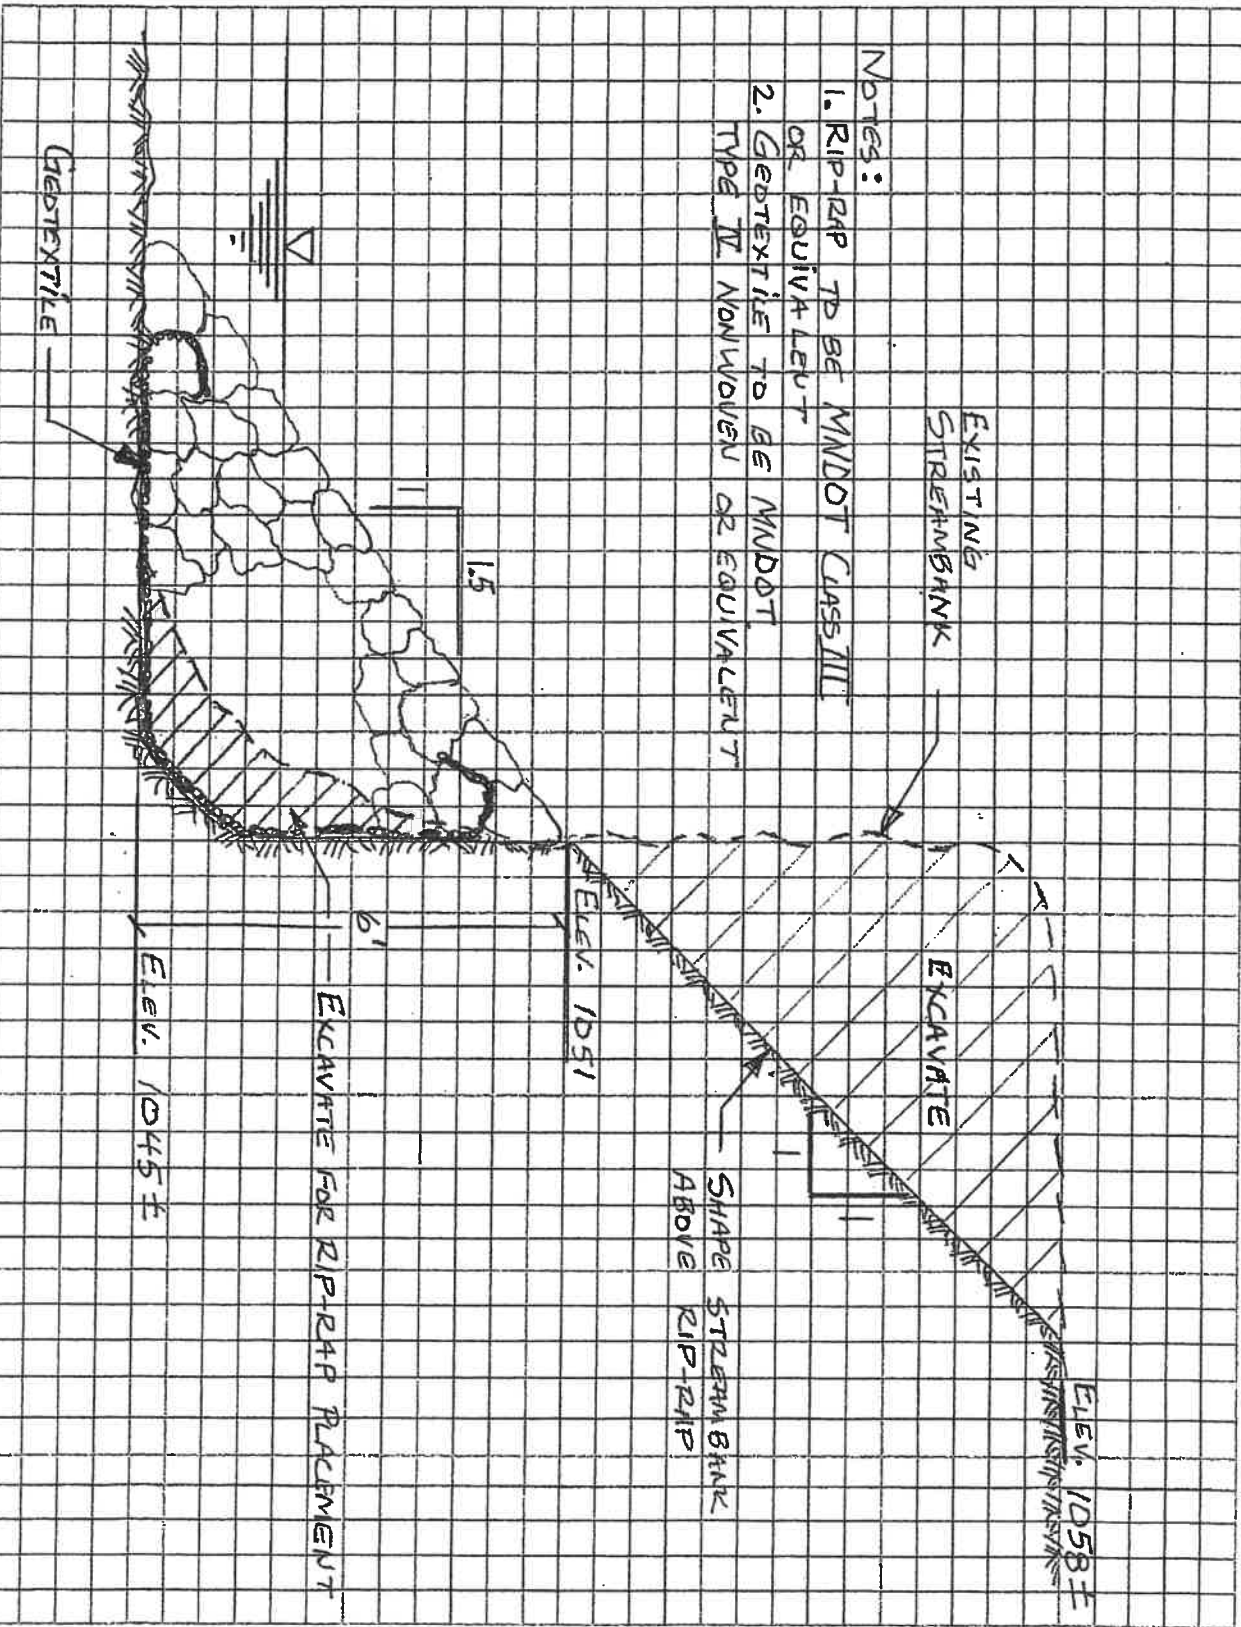 NOTES:
1. RIP-RAP TO BE MNDOT CLASS III
OR EQUIVALENT
2. GEOTEXTILE TO BE MNDOT
TYPE IV NONWOVEN OR EQUIVALENT
EXISTING
STREAMBANK
EXCAVATE
ELEV. 1058±
1
1
SHAPE STREAMBANK
ABOVE RIP-RAP
1.5
1
ELEV. 1051
6'
EXCAVATE FOR RIP-RAP PLACEMENT
ELEV. 1045±
GEOTEXTILE